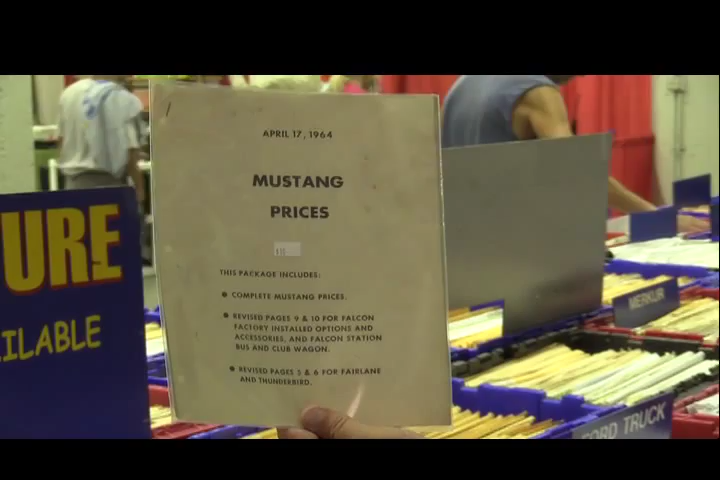 APRIL 17, 1964
MUSTANG
PRICES
THIS PACKAGE INCLUDES:
● COMPLETE MUSTANG PRICES.
● REVISED PAGES 9 & 10 FOR FALCON
FACTORY INSTALLED OPTIONS AND
ACCESSORIES, AND FALCON STATION
BUS AND CLUB WAGON.
● REVISED PAGES 5 & 6 FOR FAIRLANE
AND THUNDERBIRD.
URE
ILABLE
MERKUR
FORD TRUCK